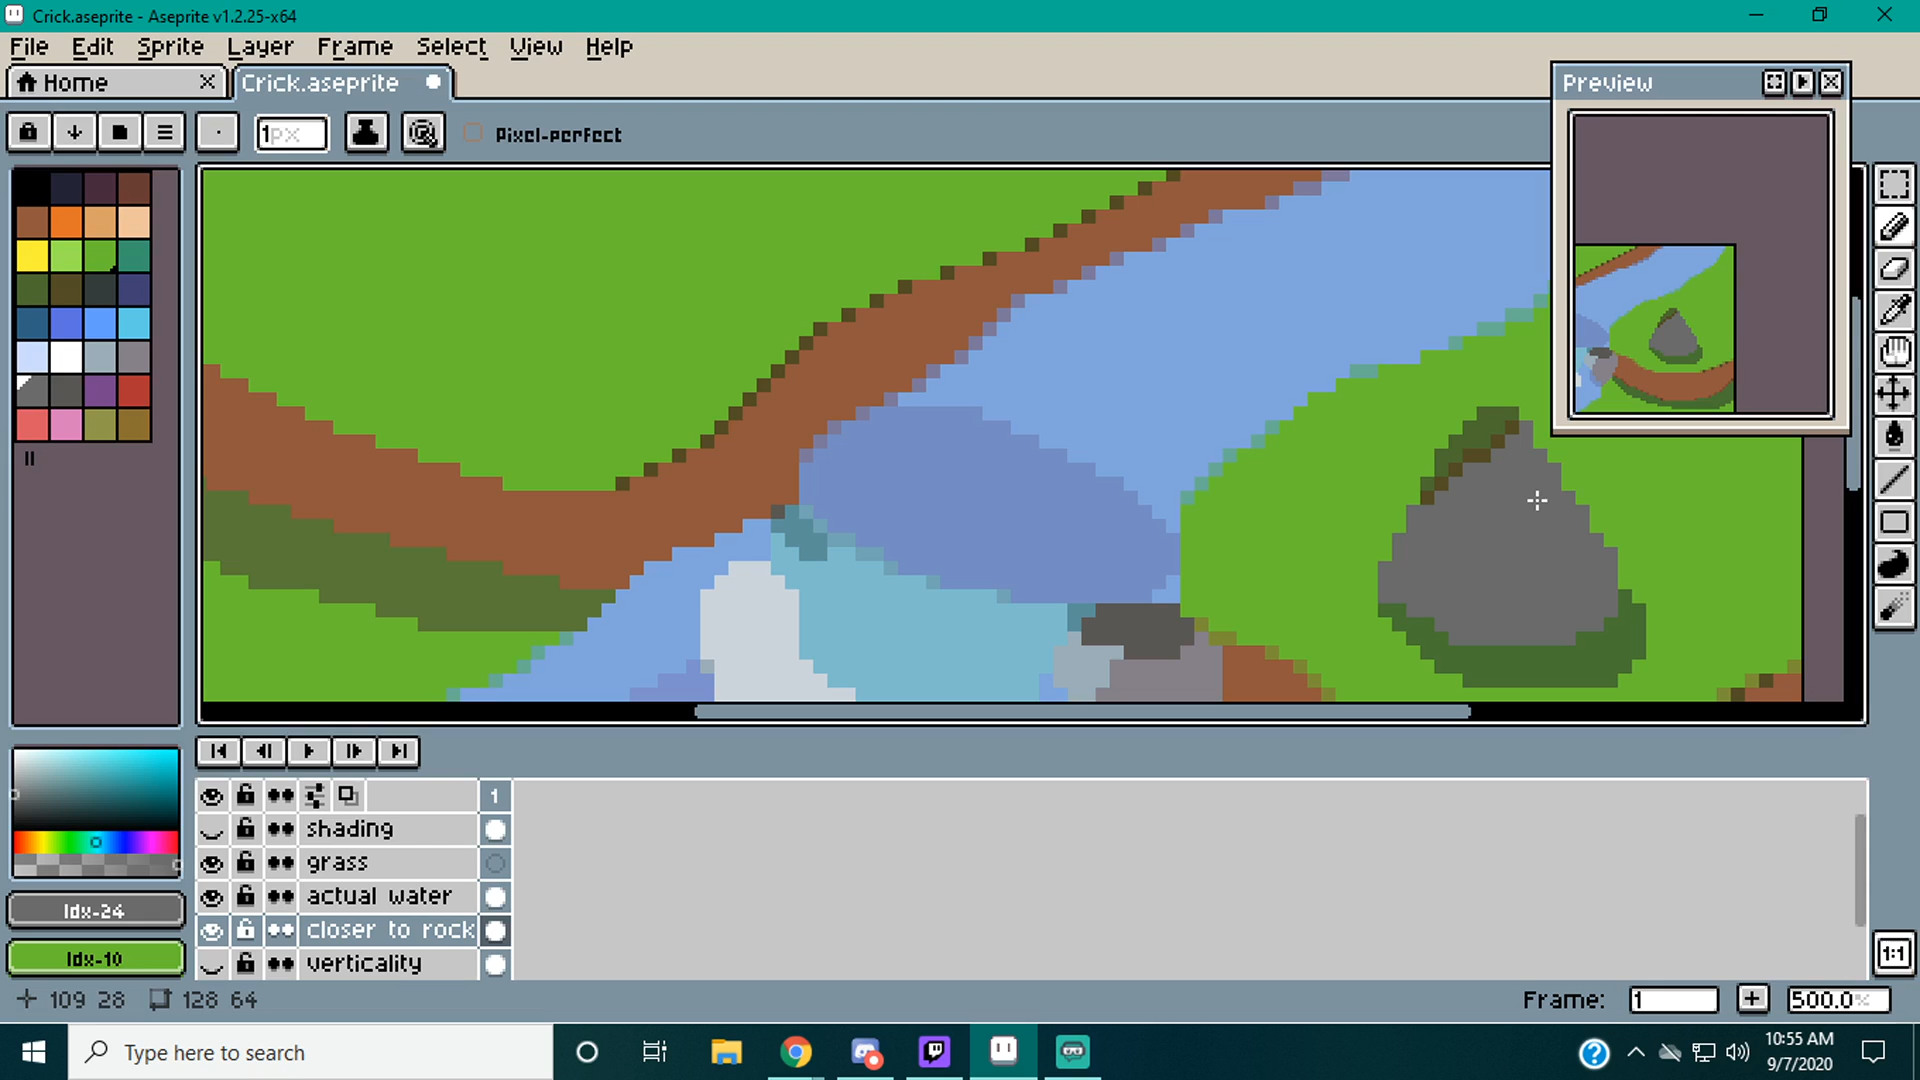 Crick.aseprite - Aseprite v1.2.25-x64
File Edit Sprite Layer Frame Select View Help
Home Crick.aseprite
Preview
1px Pixel-perfect
1
shading
grass
actual water
closer to rock
verticality
Idx-24
Idx-10
1:1
109 28 128 64
Frame: 1 500.0%
Type here to search
10:55 AM
9/7/2020